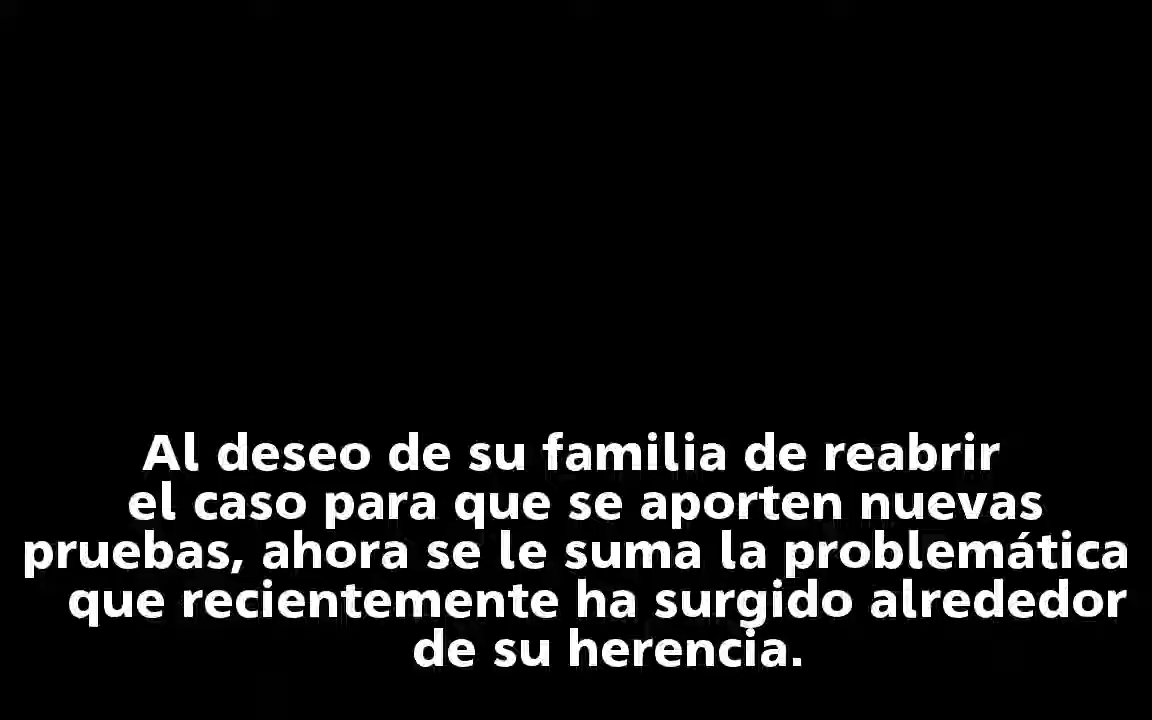 Al deseo de su familia de reabrir
el caso para que se aporten nuevas
pruebas, ahora se le suma la problemática
que recientemente ha surgido alrededor
de su herencia.